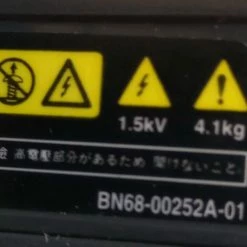 1.5kV 4.1kg
険 高電圧部分があるため 開けないこと.
BN68-00252A-01